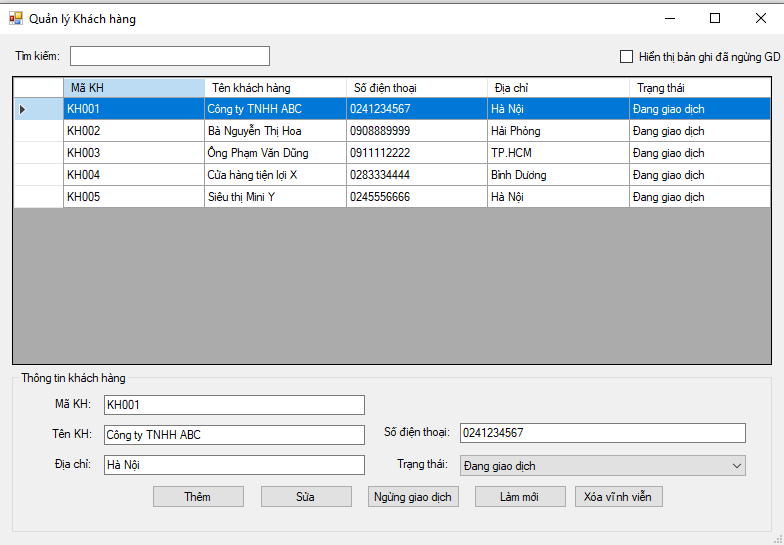 Quản lý Khách hàng
Tìm kiếm:
Hiển thị bản ghi đã ngừng GD
Mã KH Tên khách hàng Số điện thoại Địa chỉ Trạng thái
KH001 Công ty TNHH ABC 0241234567 Hà Nội Đang giao dịch
KH002 Bà Nguyễn Thị Hoa 0908889999 Hải Phòng Đang giao dịch
KH003 Ông Phạm Văn Dũng 0911112222 TP.HCM Đang giao dịch
KH004 Cửa hàng tiện lợi X 0283334444 Bình Dương Đang giao dịch
KH005 Siêu thị Mini Y 0245556666 Hà Nội Đang giao dịch
Thông tin khách hàng
Mã KH: KH001
Tên KH: Công ty TNHH ABC Số điện thoại: 0241234567
Địa chỉ: Hà Nội Trạng thái: Đang giao dịch
Thêm Sửa Ngừng giao dịch Làm mới Xóa vĩnh viễn